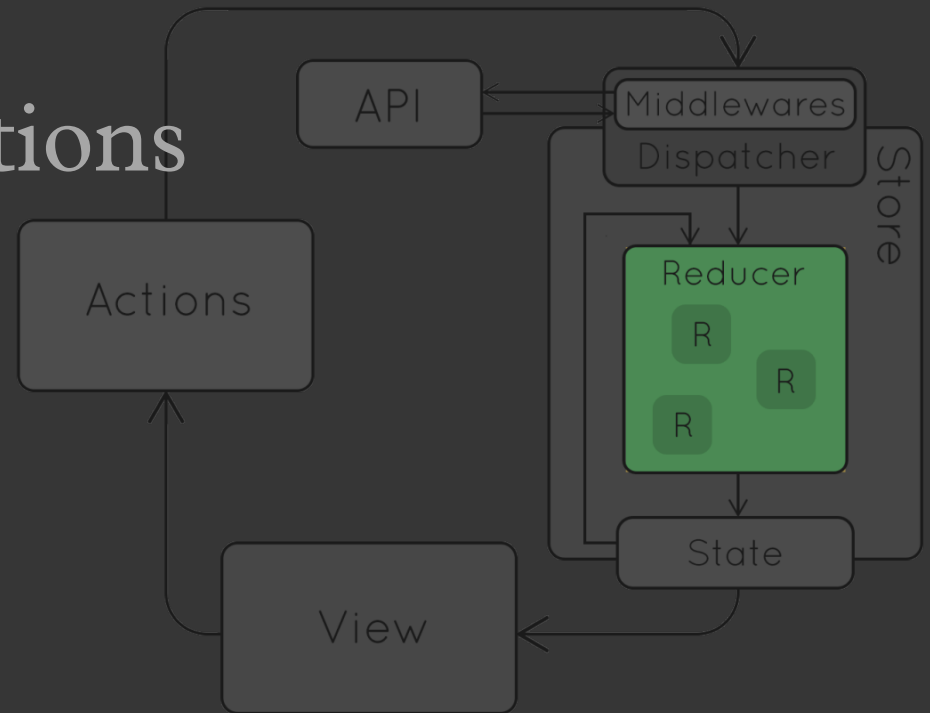 tions
API
Middlewares
Dispatcher
Store
Reducer
R
R
R
Actions
State
View